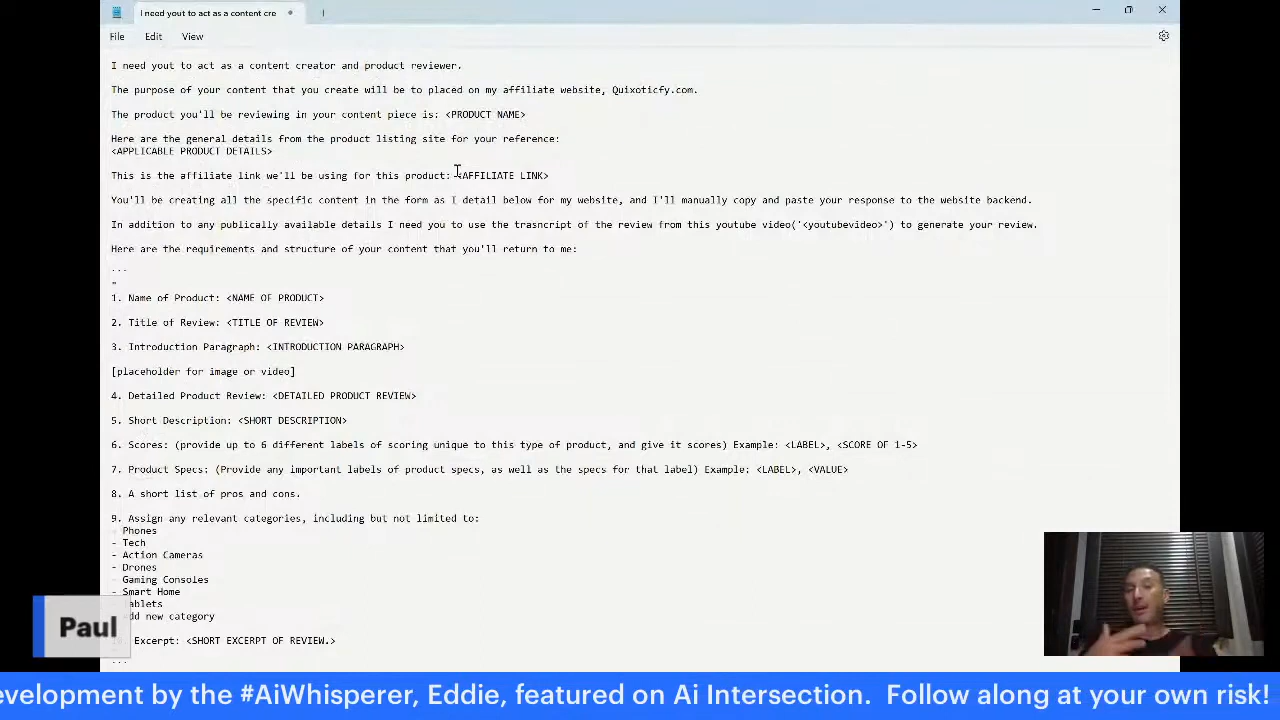 I need yout to act as a content cre
File
Edit
View
I need yout to act as a content creator and product reviewer.
The purpose of your content that you create will be to placed on my affiliate website, Quixoticfy.com.
The product you'll be reviewing in your content piece is: <PRODUCT NAME>
Here are the general details from the product listing site for your reference:
<APPLICABLE PRODUCT DETAILS>
This is the affiliate link we'll be using for this product: <AFFILIATE LINK>
You'll be creating all the specific content in the form as I detail below for my website, and I'll manually copy and paste your response to the website backend.
In addition to any publically available details I need you to use the trasncript of the review from this youtube video('<youtubevideo>') to generate your review.
Here are the requirements and structure of your content that you'll return to me:
```
"
1. Name of Product: <NAME OF PRODUCT>
2. Title of Review: <TITLE OF REVIEW>
3. Introduction Paragraph: <INTRODUCTION PARAGRAPH>
[placeholder for image or video]
4. Detailed Product Review: <DETAILED PRODUCT REVIEW>
5. Short Description: <SHORT DESCRIPTION>
6. Scores: (provide up to 6 different labels of scoring unique to this type of product, and give it scores) Example: <LABEL>, <SCORE OF 1-5>
7. Product Specs: (Provide any important labels of product specs, as well as the specs for that label) Example: <LABEL>, <VALUE>
8. A short list of pros and cons.
9. Assign any relevant categories, including but not limited to:
- Phones
- Tech
- Action Cameras
- Drones
- Gaming Consoles
- Smart Home
Tablets
add new category
Excerpt: <SHORT EXCERPT OF REVIEW.>
```
Paul
evelopment by the #AiWhisperer, Eddie, featured on Ai Intersection. Follow along at your own risk!